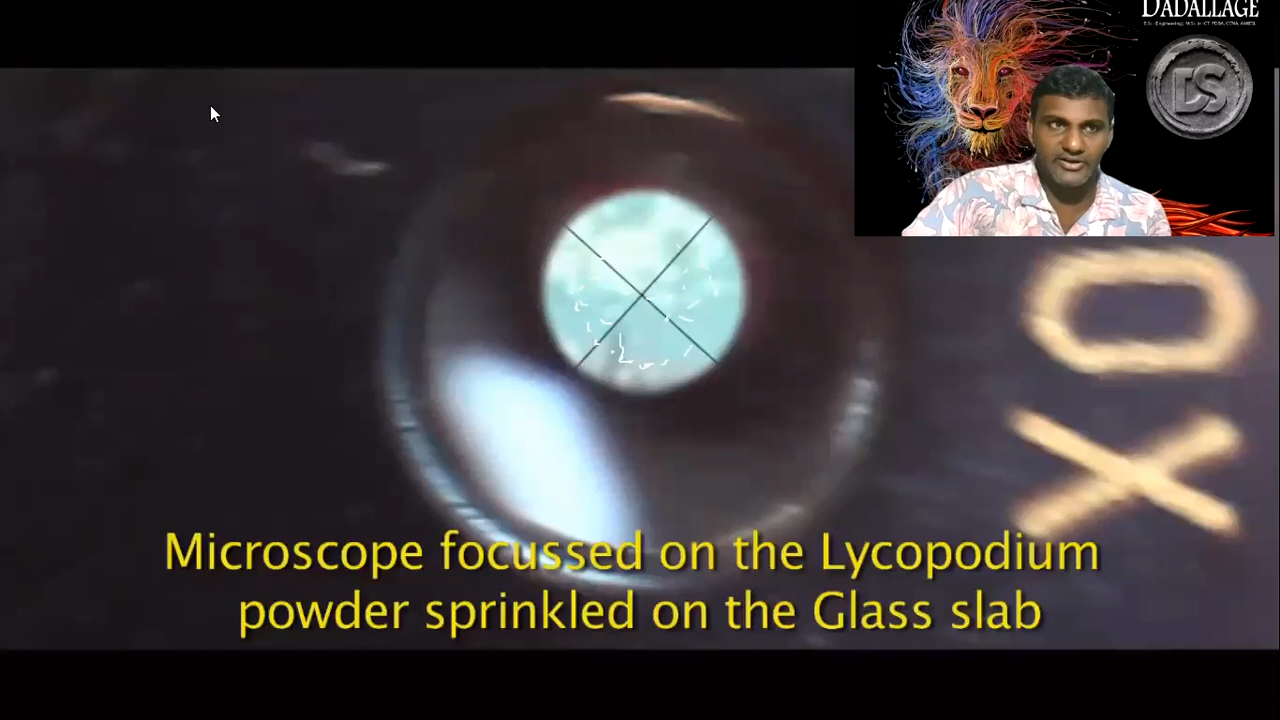 DADALLAGE
DS
OX
Microscope focussed on the Lycopodium
powder sprinkled on the Glass slab